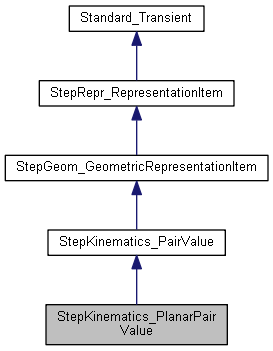 Standard_Transient
StepRepr_RepresentationItem
StepGeom_GeometricRepresentationItem
StepKinematics_PairValue
StepKinematics_PlanarPair
Value